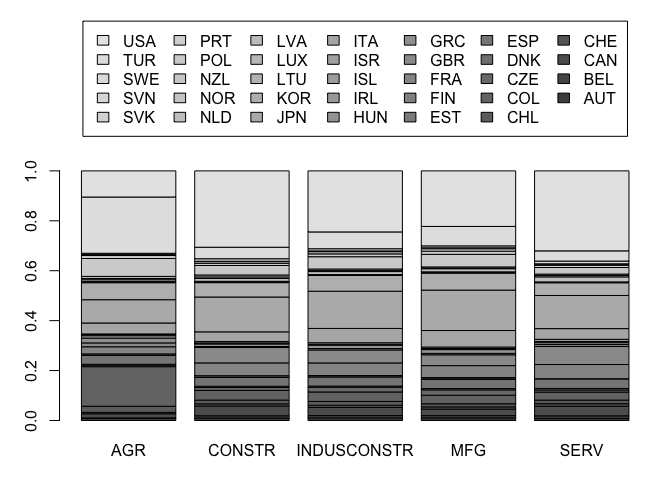 USA PRT LVA ITA GRC ESP CHE
TUR POL LUX ISR GBR DNK CAN
SWE NZL LTU ISL FRA CZE BEL
SVN NOR KOR IRL FIN COL AUT
SVK NLD JPN HUN EST CHL
1.0
0.8
0.6
0.4
0.2
0.0
AGR CONSTR INDUSCONSTR MFG SERV